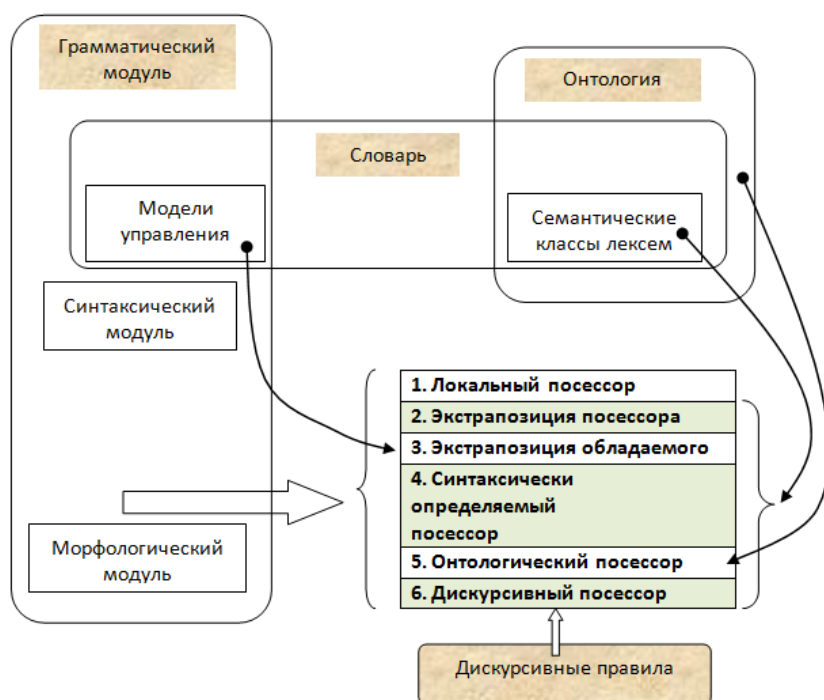 Грамматический
модуль
Онтология
Словарь
Модели
управления
Семантические
классы лексем
Синтаксический
модуль
1. Локальный посессор
2. Экстрапозиция посессора
3. Экстрапозиция обладаемого
4. Синтаксически
определяемый
посессор
Морфологический
модуль
5. Онтологический посессор
6. Дискурсивный посессор
Дискурсивные правила